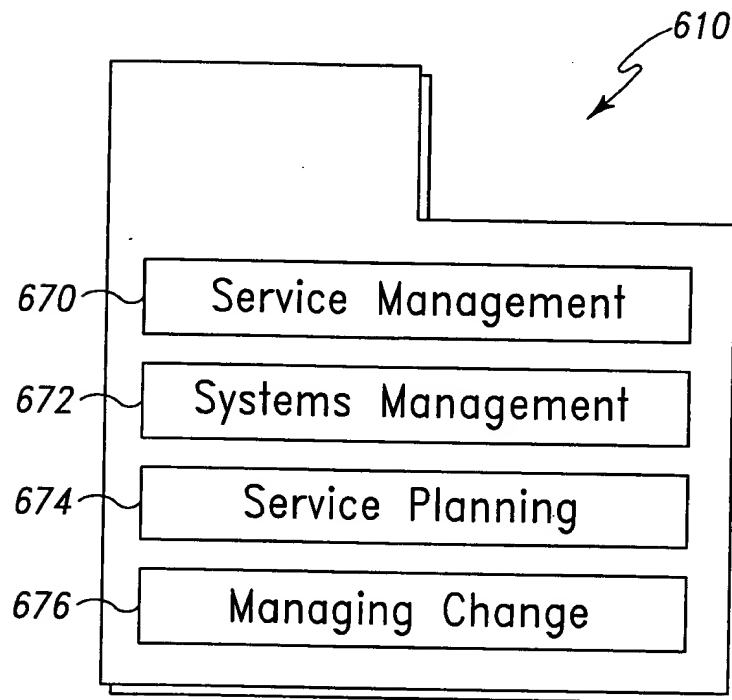 610
670 Service Management
672 Systems Management
674 Service Planning
676 Managing Change